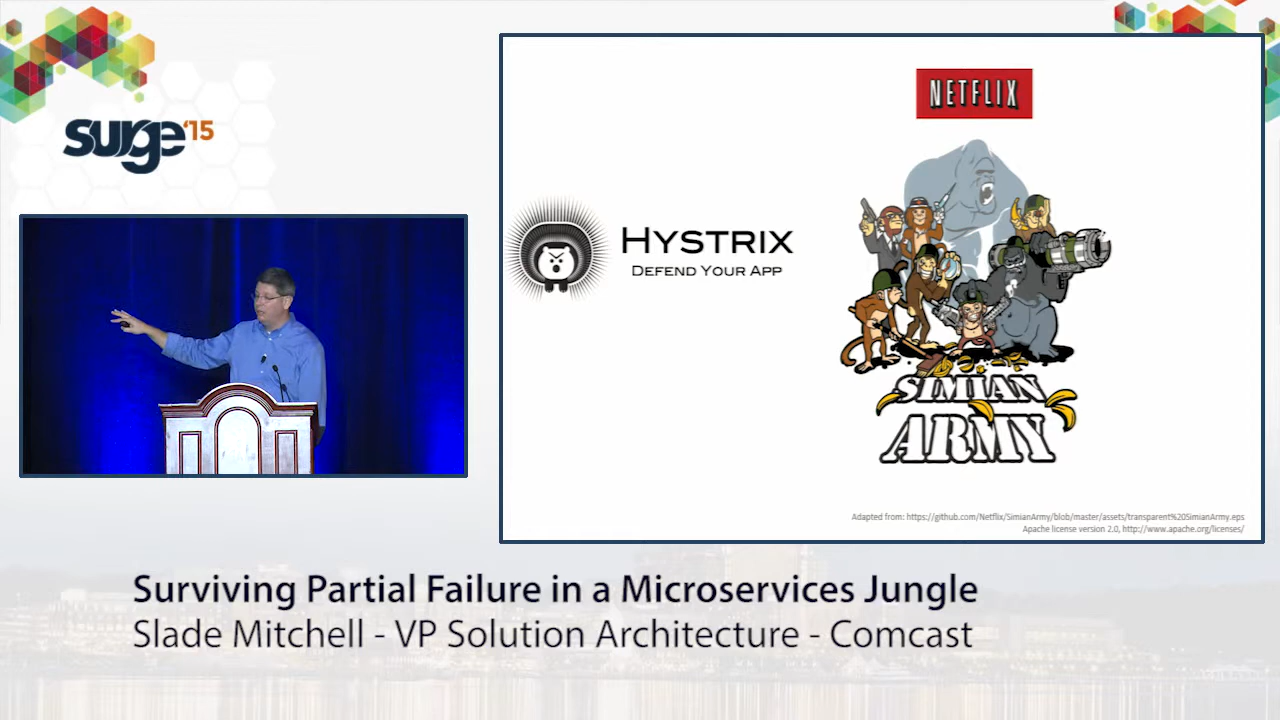 surge'15
NETFLIX
HYSTRIX
DEFEND YOUR APP
SIMIAN
ARMY
Adapted from: https://github.com/Netflix/SimianArmy/blob/master/assets/transparent%20SimianArmy.eps
Apache license version 2.0, http://www.apache.org/licenses/
Surviving Partial Failure in a Microservices Jungle
Slade Mitchell - VP Solution Architecture - Comcast